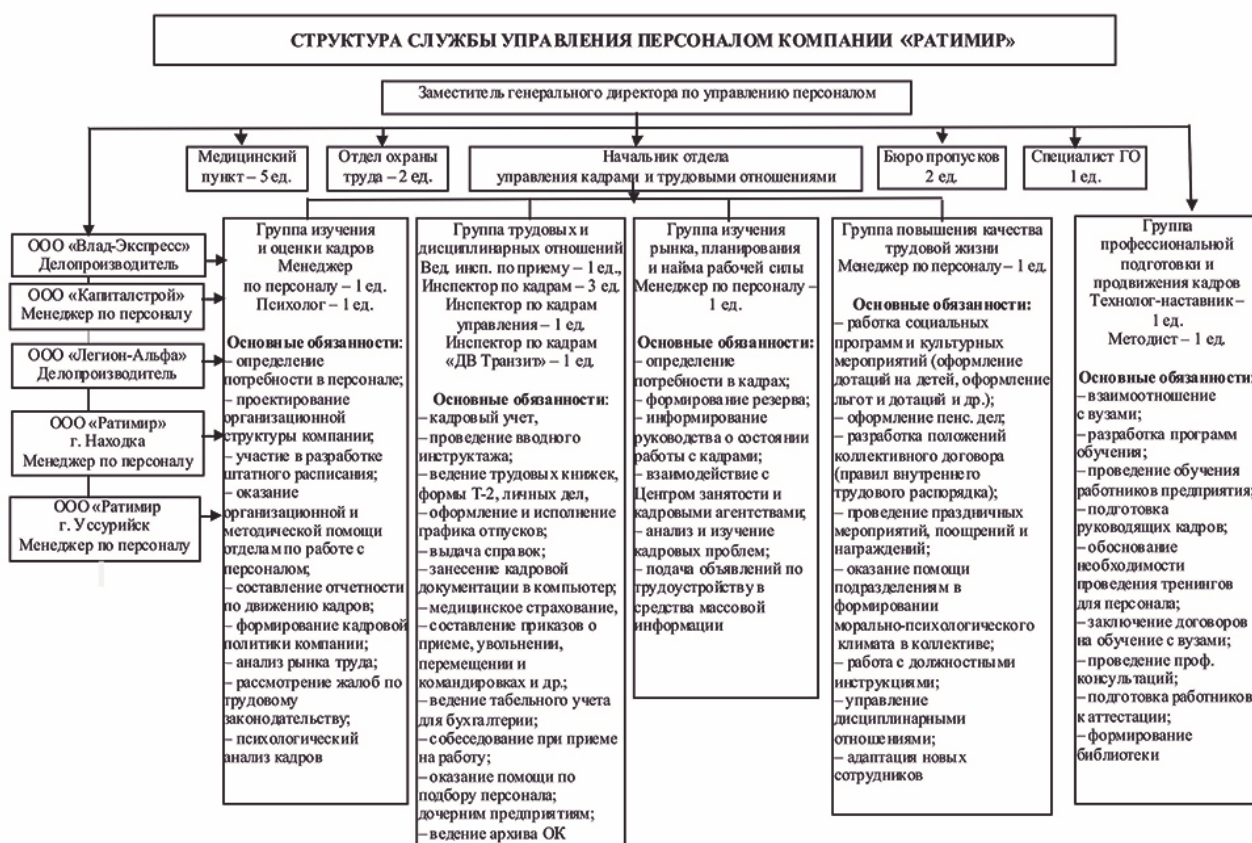 СТРУКТУРА СЛУЖБЫ УПРАВЛЕНИЯ ПЕРСОНАЛОМ КОМПАНИИ «РАТИМИР»
Заместитель генерального директора по управлению персоналом
Медицинский
пункт – 5 ед.
Отдел охраны
труда – 2 ед.
Начальник отдела
управления кадрами и трудовыми отношениями
Бюро пропусков
2 ед.
Специалист ГО
1 ед.
ООО «Влад-Экспресс»
Делопроизводитель
ООО «Капиталстрой»
Менеджер по персоналу
ООО «Легион-Альфа»
Делопроизводитель
ООО «Ратимир»
г. Находка
Менеджер по персоналу
ООО «Ратимир
г. Уссурийск
Менеджер по персоналу
Группа изучения
и оценки кадров
Менеджер
по персоналу – 1 ед.
Психолог – 1 ед.
Основные обязанности:
– определение
потребности в персонале;
– проектирование
организационной
структуры компании;
– участие в разработке
штатного расписания;
– оказание
организационной и
методической помощи
отделам по работе с
персоналом;
– составление отчетности
по движению кадров;
– формирование кадровой
политики компании;
– анализ рынка труда;
– рассмотрение жалоб по
трудовому
законодательству;
– психологический
анализ кадров
Группа трудовых и
дисциплинарных отношений
Вед. инсп. по приему – 1 ед.,
Инспектор по кадрам – 3 ед.
Инспектор по кадрам
управления – 1 ед.
Инспектор по кадрам
«ДВ Транзит» – 1 ед.
Основные обязанности:
– кадровый учет,
– проведение вводного
инструктажа;
– ведение трудовых книжек,
формы Т-2, личных дел,
– оформление и исполнение
графика отпусков;
– выдача справок;
– занесение кадровой
документации в компьютер;
– медицинское страхование,
– составление приказов о
приеме, увольнении,
перемещении и
командировках и др.;
– ведение табельного учета
для бухгалтерии;
– собеседование при приеме
на работу;
– оказание помощи по
подбору персонала;
дочерним предприятиям;
– ведение архива ОК
Группа изучения
рынка, планирования
и найма рабочей силы
Менеджер по персоналу –
1 ед.
Основные обязанности:
– определение
потребности в кадрах;
– формирование резерва;
– информирование
руководства о состоянии
работы с кадрами;
– взаимодействие с
Центром занятости и
кадровыми агентствами;
– анализ и изучение
кадровых проблем;
– подача объявлений по
трудоустройству в
средства массовой
информации
Группа повышения качества
трудовой жизни
Менеджер по персоналу – 1 ед.
Основные обязанности:
– работка социальных
программ и культурных
мероприятий (оформление
дотаций на детей, оформление
льгот и дотаций и др.);
– оформление пенс. дел;
– разработка положений
коллективного договора
(правил внутреннего
трудового распорядка);
– проведение праздничных
мероприятий, поощрений и
награждений;
– оказание помощи
подразделениям в
формировании
морально-психологического
климата в коллективе;
– работа с должностными
инструкциями;
– управление
дисциплинарными
отношениями;
– адаптация новых
сотрудников
Группа
профессиональной
подготовки и
продвижения кадров
Технолог-наставник –
1 ед.
Методист – 1 ед.
Основные обязанности:
– взаимоотношение
с вузами;
– разработка программ
обучения;
– проведение обучения
работников предприятия;
– подготовка
руководящих кадров;
– обоснование
необходимости
проведения тренингов
для персонала;
– заключение договоров
на обучение с вузами;
– проведение проф.
консультаций;
– подготовка работников
к аттестации;
– формирование
библиотеки